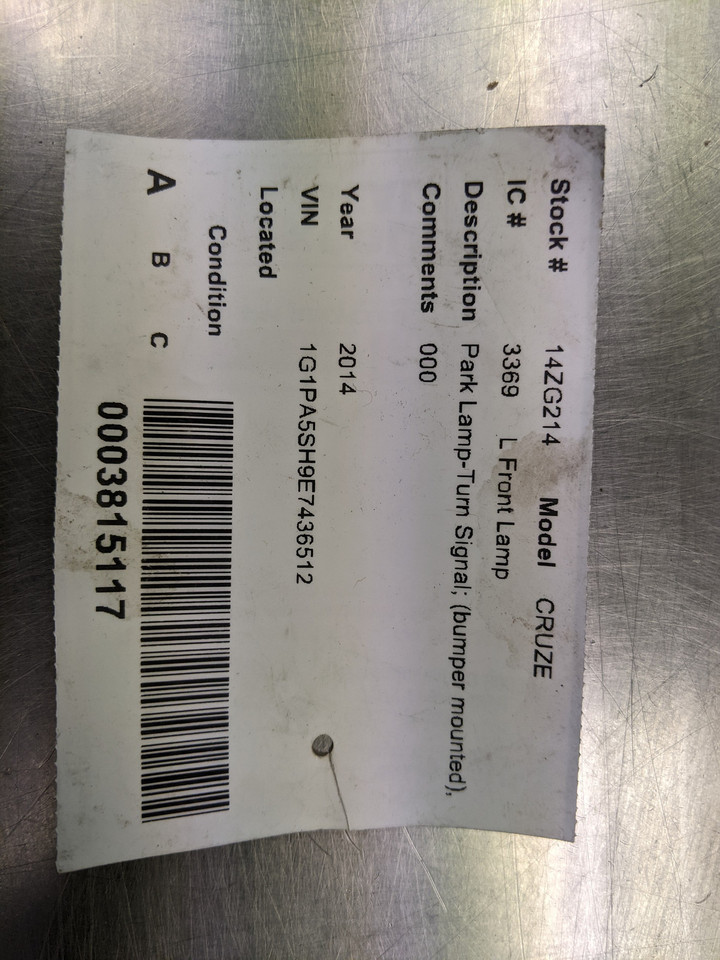 Stock # 14ZG214 Model CRUZE
IC # 3369 L Front Lamp
Description Park Lamp-Turn Signal; (bumper mounted),
Comments 000
Year 2014
VIN 1G1PA5SH9E7436512
Located
Condition
A B C
0003815117